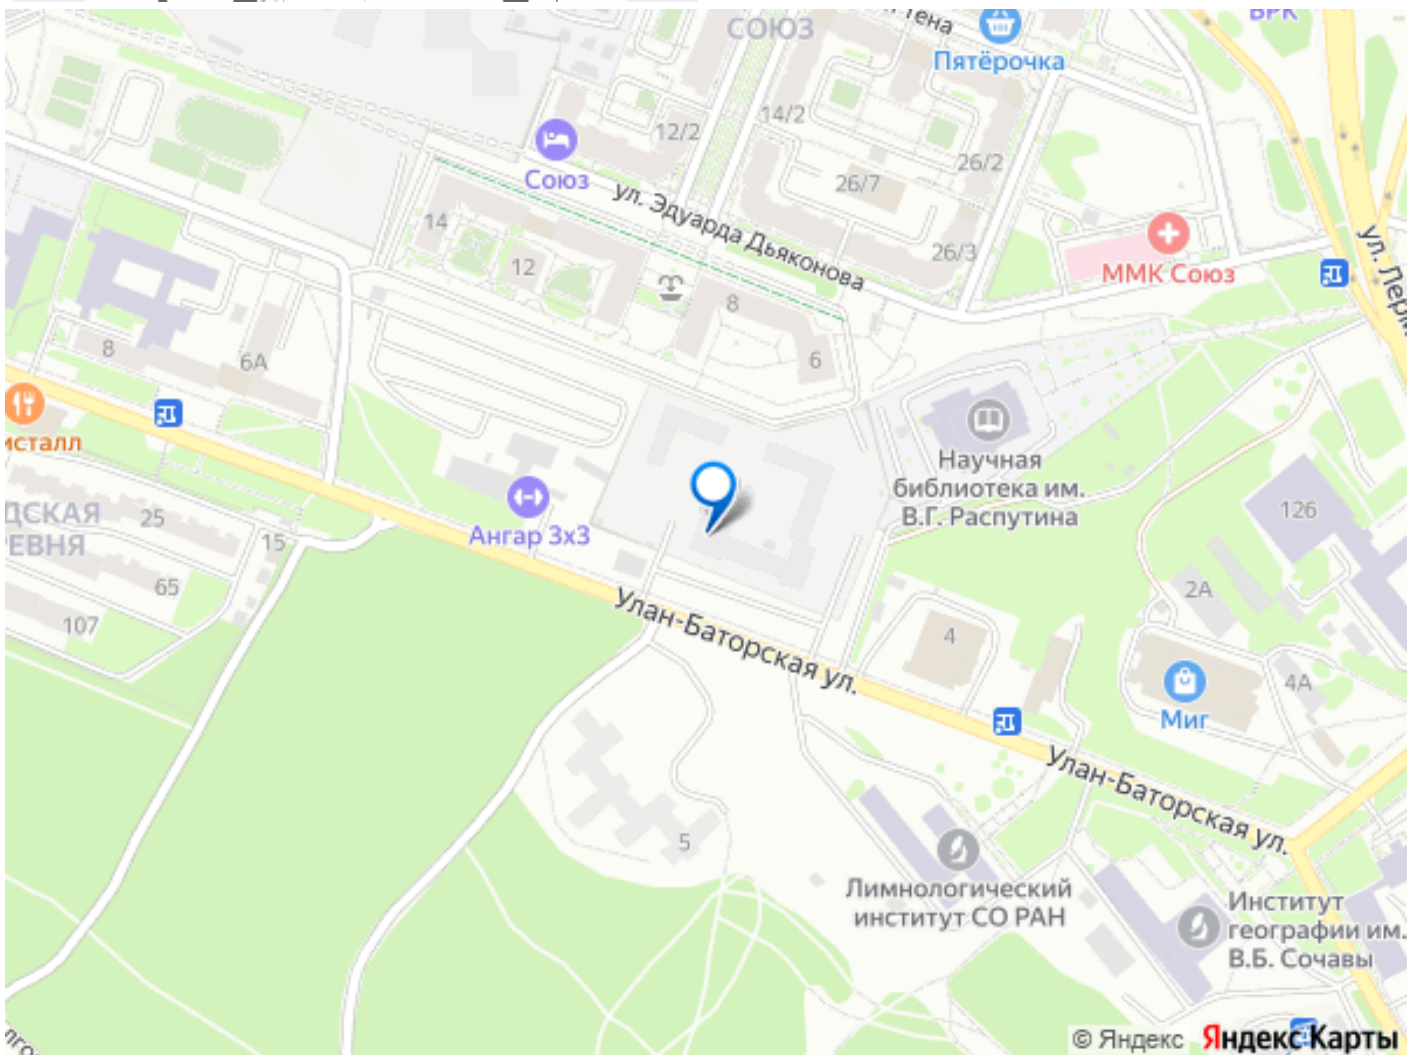 СОЮЗ
Пятёрочка
14/2
12/2
26/2
Союз
26/7
ул. Эдуарда Дьяконова
14
26/3
ММК Союз
12
8
6
8
6А
Научная
библиотека им.
В.Г. Распутина
25
15
65
107
Ангар 3х3
126
2А
Улан-Баторская ул.
4
4А
Миг
Улан-Баторская ул.
5
Лимнологический
институт СО РАН
Институт
географии им.
В.Б. Сочавы
© Яндекс Яндекс Карты